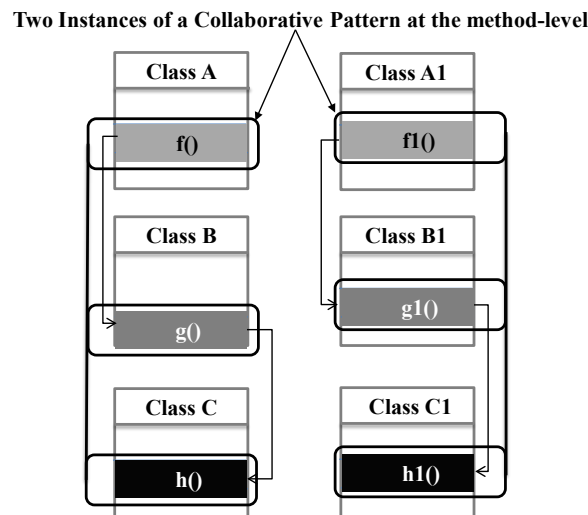 Two Instances of a Collaborative Pattern at the method-level
Class A
Class A1
f()
f1()
Class B
Class B1
g()
g1()
Class C
Class C1
h()
h1()